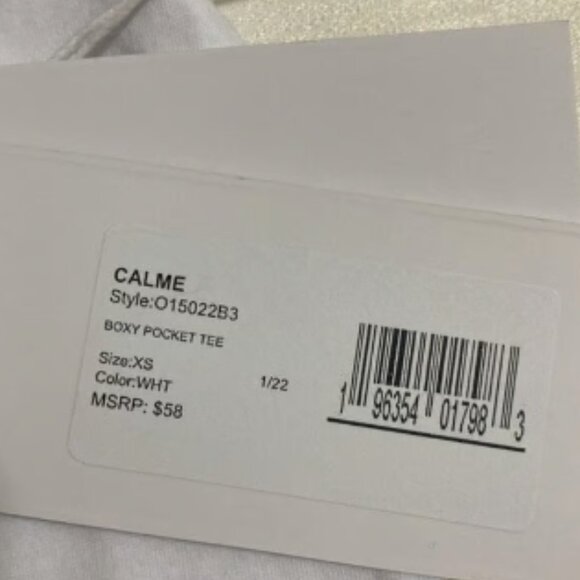 CALME
Style:O15022B3
BOXY POCKET TEE
Size:XS
Color:WHT 1/22
MSRP: $58
1 96354 01798 3